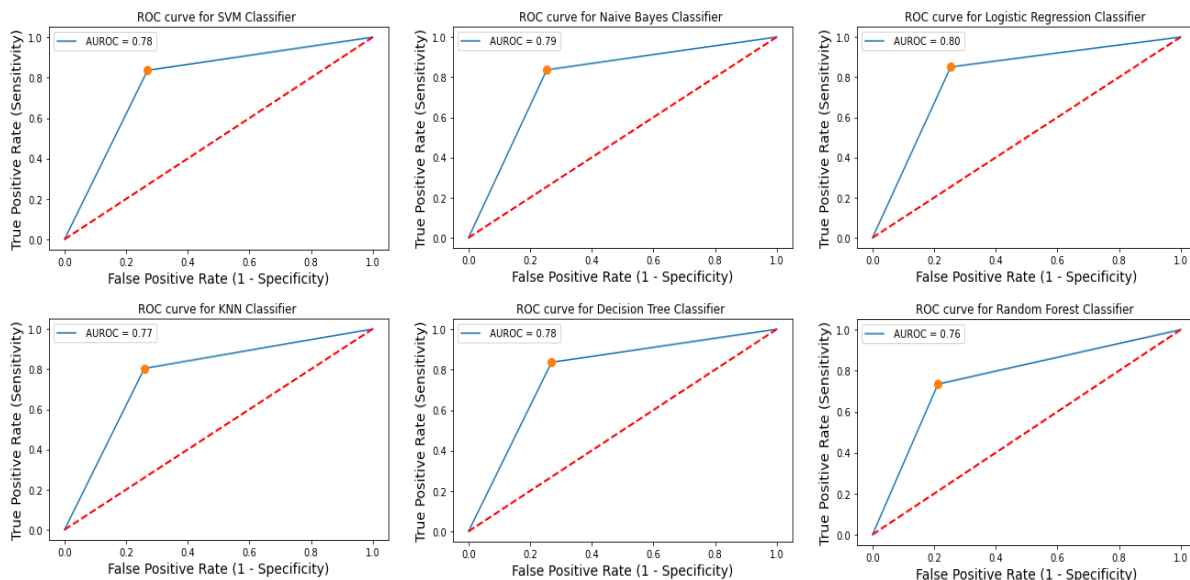 ROC curve for SVM Classifier
AUROC = 0.78
1.0
0.8
0.6
0.4
0.2
0.0
True Positive Rate (Sensitivity)
0.0 0.2 0.4 0.6 0.8 1.0
False Positive Rate (1 - Specificity)
ROC curve for Naive Bayes Classifier
AUROC = 0.79
1.0
0.8
0.6
0.4
0.2
0.0
True Positive Rate (Sensitivity)
0.0 0.2 0.4 0.6 0.8 1.0
False Positive Rate (1 - Specificity)
ROC curve for Logistic Regression Classifier
AUROC = 0.80
1.0
0.8
0.6
0.4
0.2
0.0
True Positive Rate (Sensitivity)
0.0 0.2 0.4 0.6 0.8 1.0
False Positive Rate (1 - Specificity)
ROC curve for KNN Classifier
AUROC = 0.77
1.0
0.8
0.6
0.4
0.2
0.0
True Positive Rate (Sensitivity)
0.0 0.2 0.4 0.6 0.8 1.0
False Positive Rate (1 - Specificity)
ROC curve for Decision Tree Classifier
AUROC = 0.78
1.0
0.8
0.6
0.4
0.2
0.0
True Positive Rate (Sensitivity)
0.0 0.2 0.4 0.6 0.8 1.0
False Positive Rate (1 - Specificity)
ROC curve for Random Forest Classifier
AUROC = 0.76
1.0
0.8
0.6
0.4
0.2
0.0
True Positive Rate (Sensitivity)
0.0 0.2 0.4 0.6 0.8 1.0
False Positive Rate (1 - Specificity)